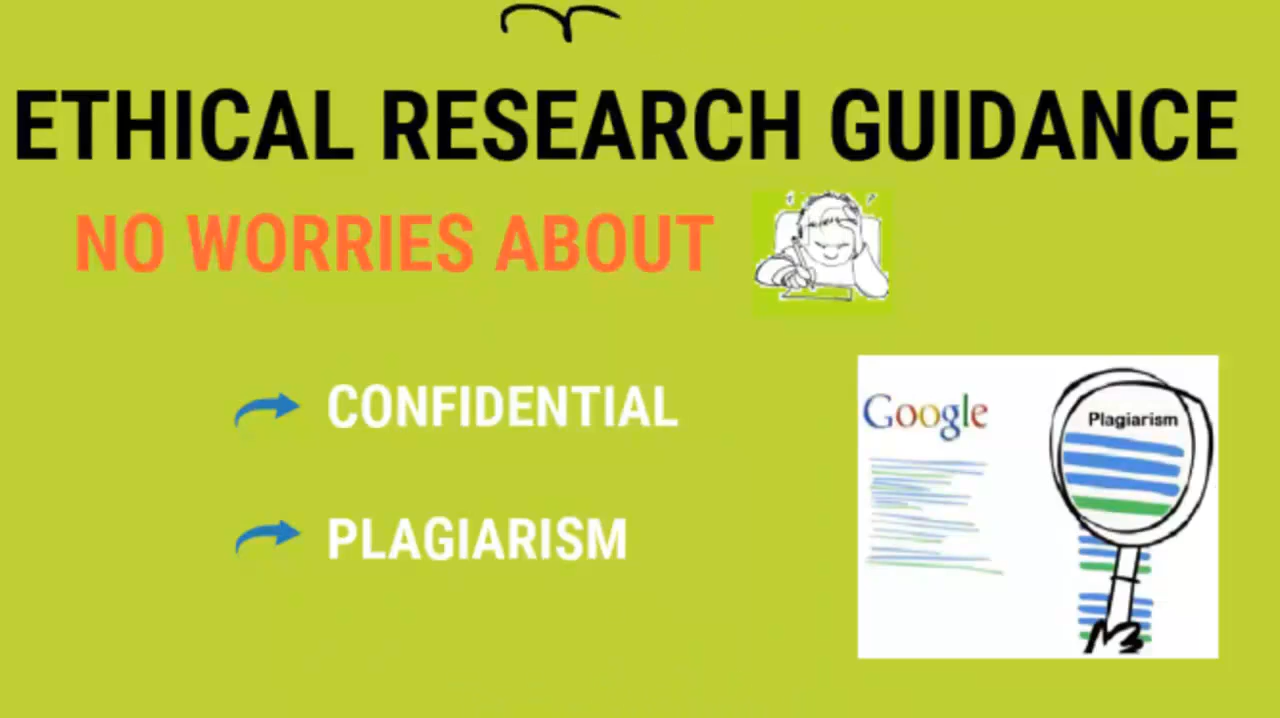 ETHICAL RESEARCH GUIDANCE
NO WORRIES ABOUT
CONFIDENTIAL
PLAGIARISM
Google
Plagiarism